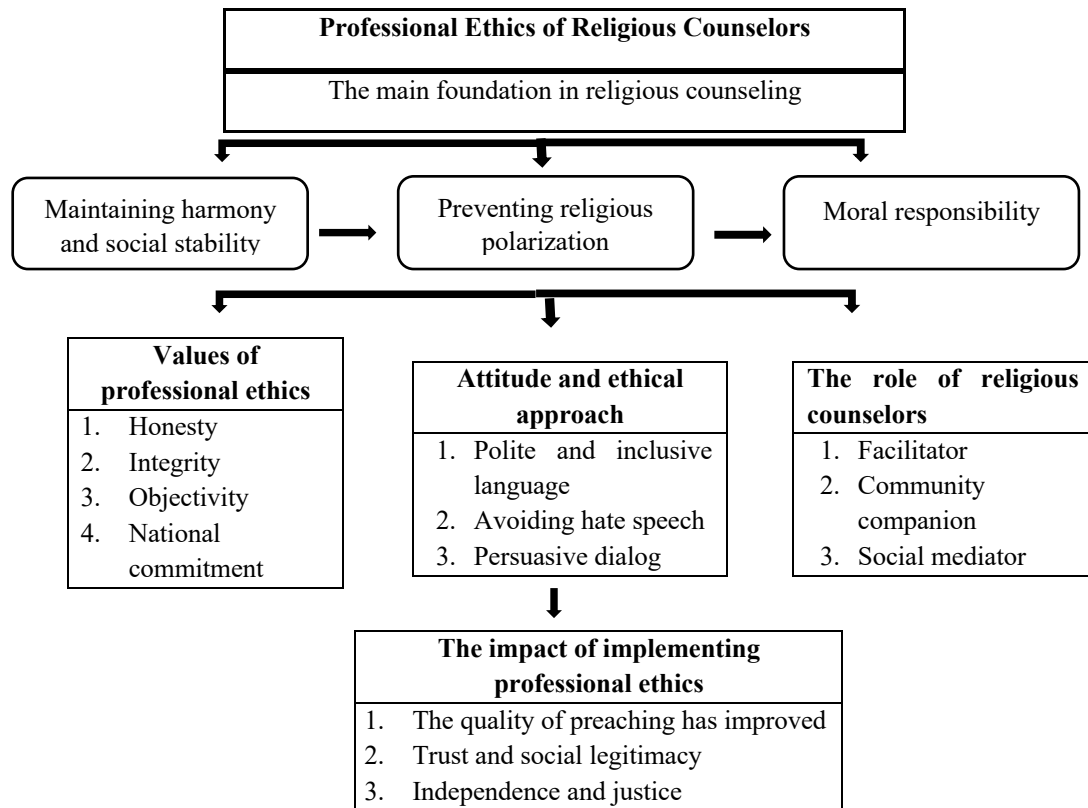 Professional Ethics of Religious Counselors
The main foundation in religious counseling
Maintaining harmony
and social stability
Preventing religious
polarization
Moral responsibility
Values of
professional ethics
1. Honesty
2. Integrity
3. Objectivity
4. National
commitment
Attitude and ethical
approach
1. Polite and inclusive
language
2. Avoiding hate speech
3. Persuasive dialog
The role of religious
counselors
1. Facilitator
2. Community
companion
3. Social mediator
The impact of implementing
professional ethics
1. The quality of preaching has improved
2. Trust and social legitimacy
3. Independence and justice